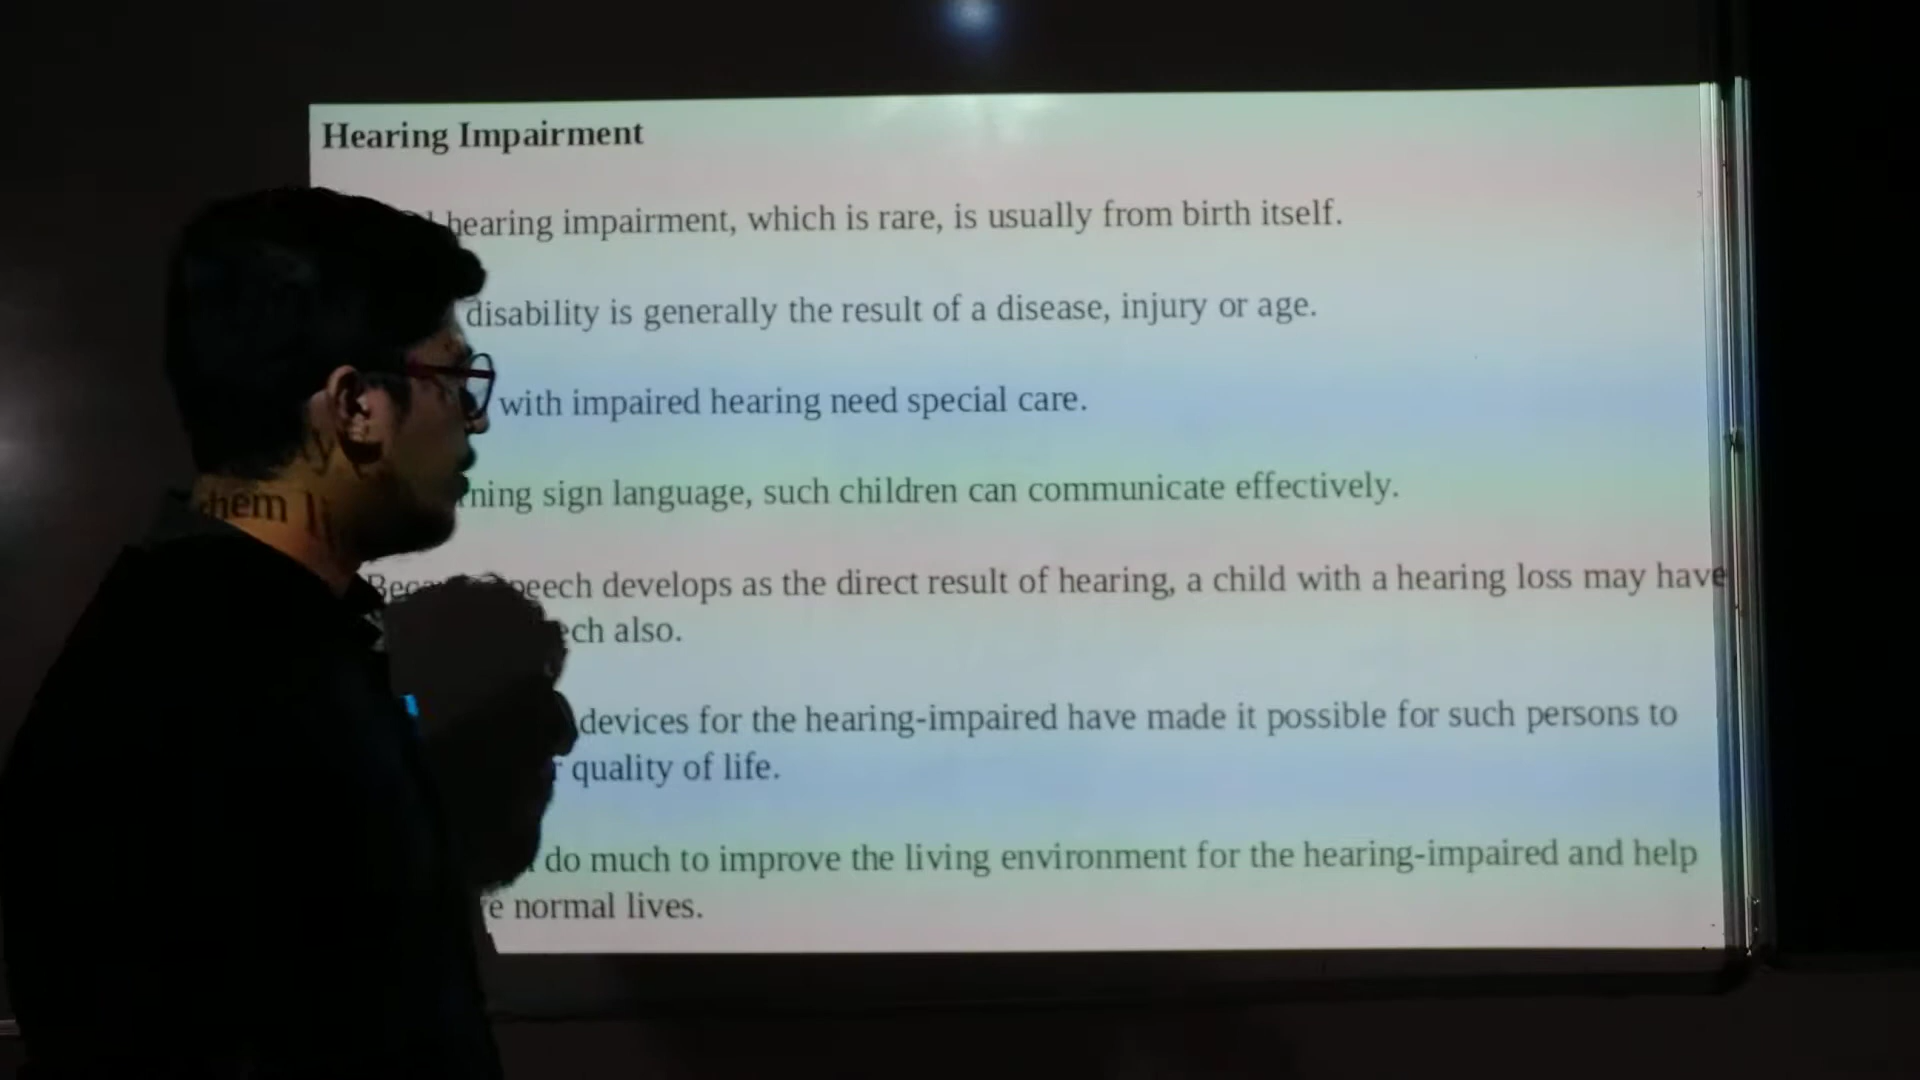 Hearing Impairment
hearing impairment, which is rare, is usually from birth itself.
disability is generally the result of a disease, injury or age.
with impaired hearing need special care.
sign language, such children can communicate effectively.
develops as the direct result of hearing, a child with a hearing loss may have
also.
devices for the hearing-impaired have made it possible for such persons to
quality of life.
do much to improve the living environment for the hearing-impaired and help
normal lives.